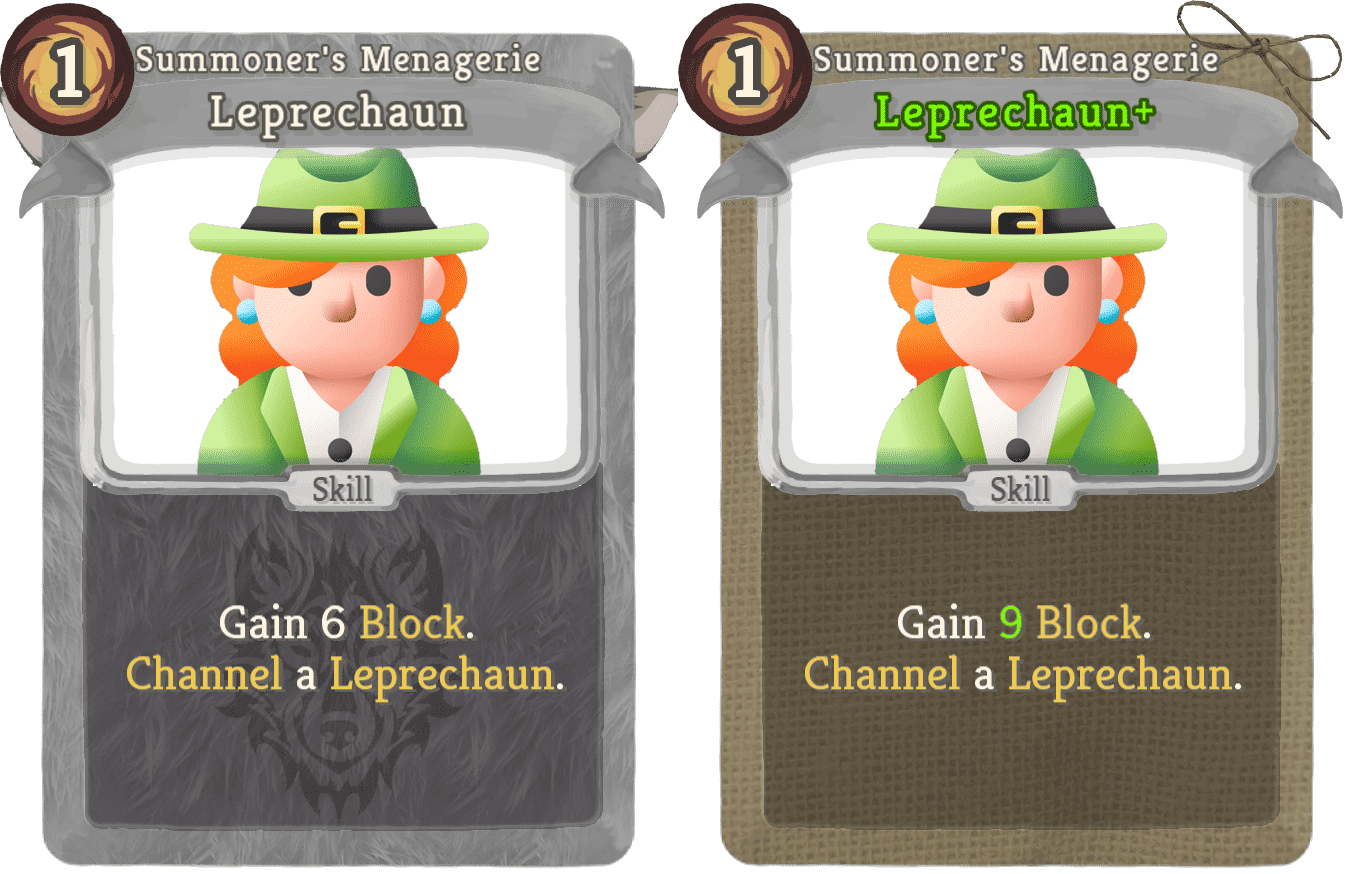 1
Summoner's Menagerie
Leprechaun
Skill
Gain 6 Block.
Channel a Leprechaun.
1
Summoner's Menagerie
Leprechaun+
Skill
Gain 9 Block.
Channel a Leprechaun.